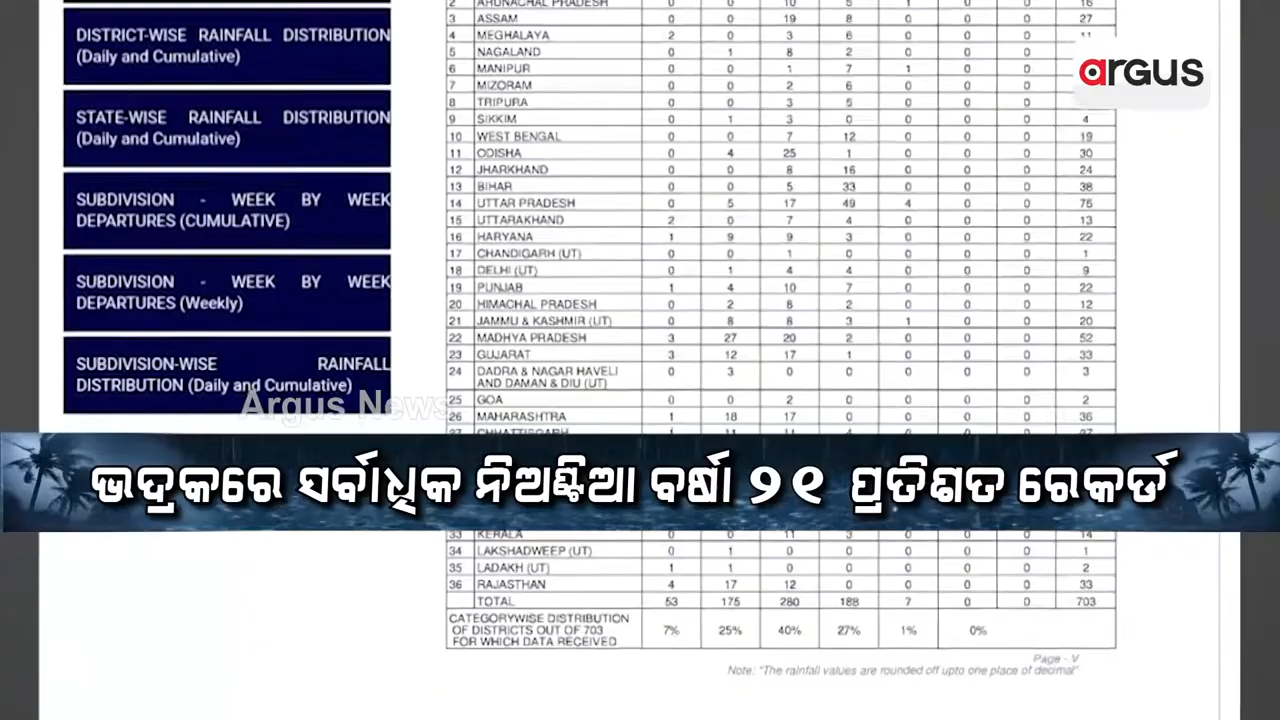 2 ARUNACHAL PRADESH 0 0 10 5 1 0 0 16
3 ASSAM 0 0 19 8 0 0 0 27
4 MEGHALAYA 2 0 3 6 0 0 0 11
5 NAGALAND 0 1 8 2 0 0 0
6 MANIPUR 0 0 1 7 1 0 0
7 MIZORAM 0 0 2 6 0 0 0
8 TRIPURA 0 0 3 5 0 0 0
9 SIKKIM 0 1 3 0 0 0 0 4
10 WEST BENGAL 0 0 7 12 0 0 0 19
11 ODISHA 0 4 25 1 0 0 0 30
12 JHARKHAND 0 0 8 16 0 0 0 24
13 BIHAR 0 0 5 33 0 0 0 38
14 UTTAR PRADESH 0 5 17 49 4 0 0 75
15 UTTARAKHAND 2 0 7 4 0 0 0 13
16 HARYANA 1 9 9 3 0 0 0 22
17 CHANDIGARH (UT) 0 0 1 0 0 0 0 1
18 DELHI (UT) 0 1 4 4 0 0 0 9
19 PUNJAB 1 4 10 7 0 0 0 22
20 HIMACHAL PRADESH 0 2 8 2 0 0 0 12
21 JAMMU & KASHMIR (UT) 0 8 8 3 1 0 0 20
22 MADHYA PRADESH 3 27 20 2 0 0 0 52
23 GUJARAT 3 12 17 1 0 0 0 33
24 DADRA & NAGAR HAVELI 0 3 0 0 0 0 0 3
AND DAMAN & DIU (UT)
25 GOA 0 0 2 0 0 0 0 2
26 MAHARASHTRA 1 18 17 0 0 0 0 36
27 CHHATTISGARH 1 11 11 4 0 0 0 27
33 KERALA 0 0 11 3 0 0 0 14
34 LAKSHADWEEP (UT) 0 1 0 0 0 0 0 1
35 LADAKH (UT) 1 1 0 0 0 0 0 2
36 RAJASTHAN 4 17 12 0 0 0 0 33
TOTAL 53 175 280 188 7 0 0 703
CATEGORYWISE DISTRIBUTION
OF DISTRICTS OUT OF 703 7% 25% 40% 27% 1% 0%
FOR WHICH DATA RECEIVED
Page - V
Note: "The rainfall values are rounded off upto one place of decimal"
DISTRICT-WISE RAINFALL DISTRIBUTION
(Daily and Cumulative)
STATE-WISE RAINFALL DISTRIBUTION
(Daily and Cumulative)
SUBDIVISION - WEEK BY WEEK
DEPARTURES (CUMULATIVE)
SUBDIVISION - WEEK BY WEEK
DEPARTURES (Weekly)
SUBDIVISION-WISE RAINFALL
DISTRIBUTION (Daily and Cumulative)
Argus News
argus
ଭଦ୍ରକରେ ସର୍ବାଧିକ ନିଅଣ୍ଟିଆ ବର୍ଷା ୨୧ ପ୍ରତିଶତ ରେକର୍ଡ